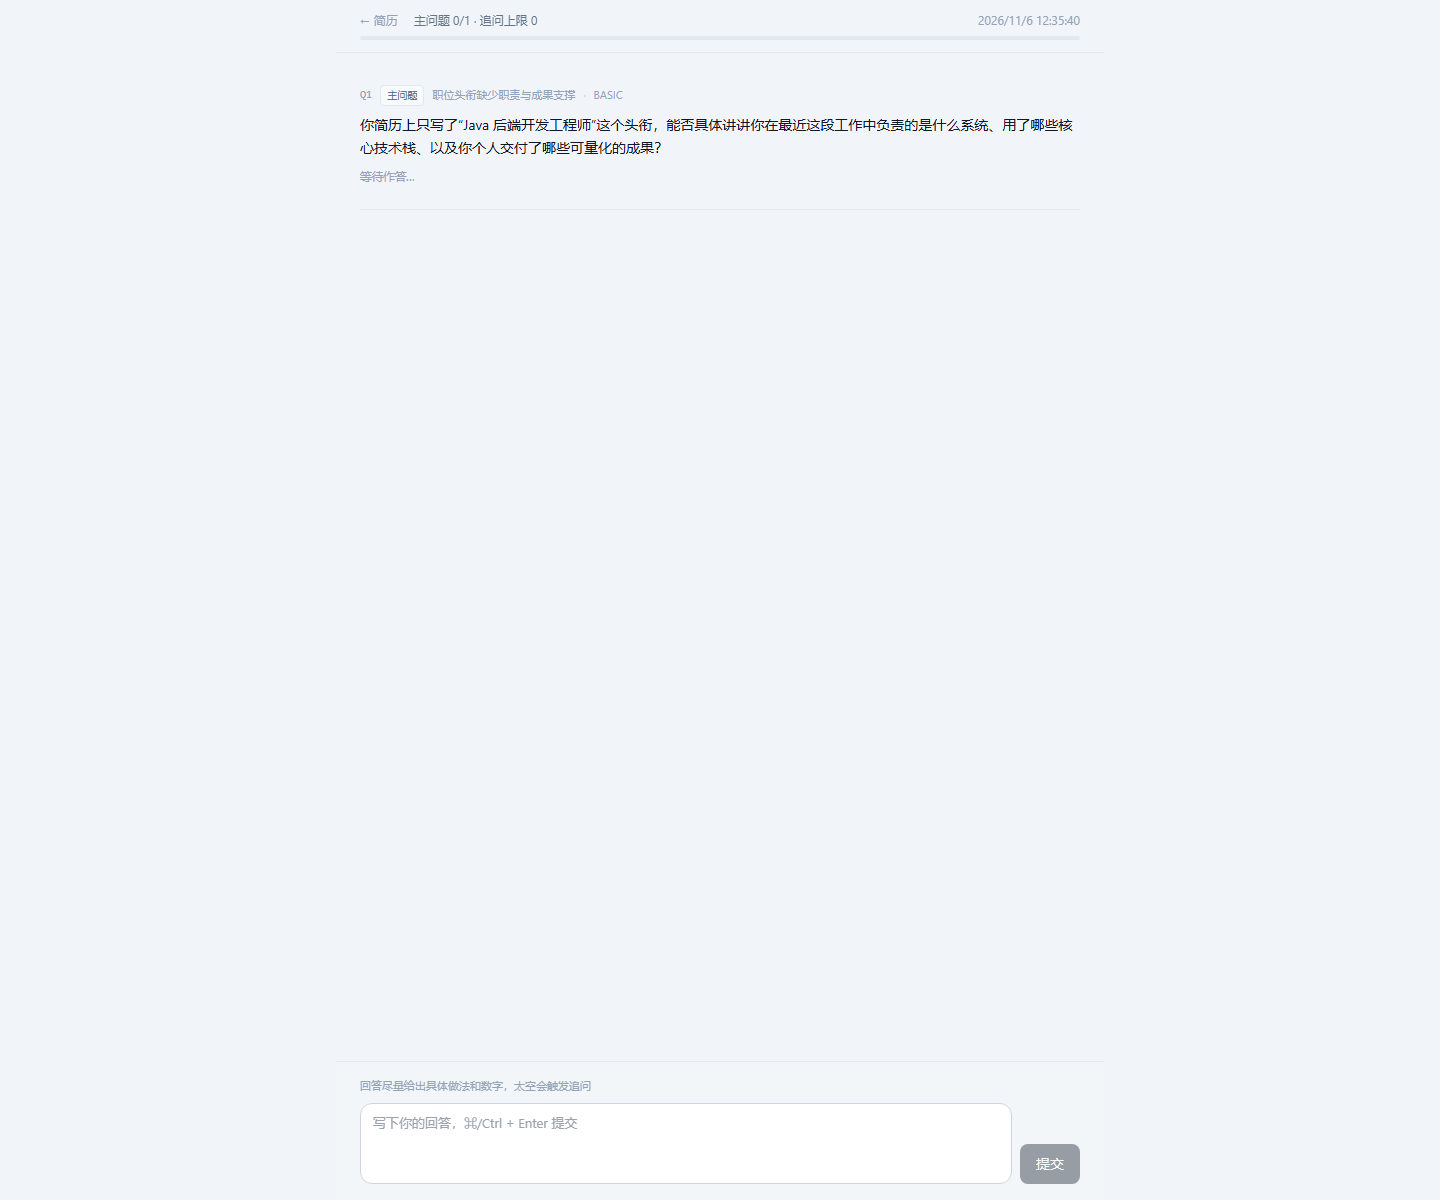 ← 简历 主问题 0/1 · 追问上限 0 2026/11/6 12:35:40
Q1 主问题 职位头衔缺少职责与成果支撑 · BASIC
你简历上只写了“Java 后端开发工程师”这个头衔，能否具体讲讲你在最近这段工作中负责的是什么系统、用了哪些核
心技术栈、以及你个人交付了哪些可量化的成果？
等待作答...
回答尽量给出具体做法和数字，太空会触发追问
写下你的回答，⌘/Ctrl + Enter 提交
提交